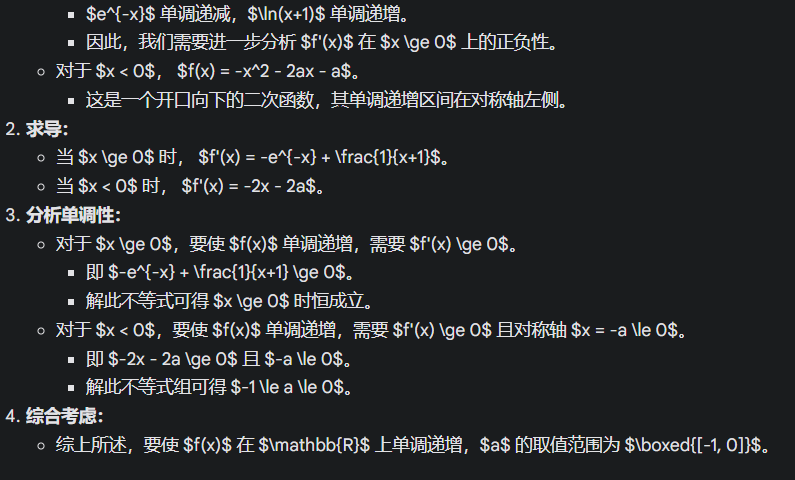 ▪ $e^{-x}$ 单调递减，$\ln(x+1)$ 单调递增。
▪ 因此，我们需要进一步分析 $f'(x)$ 在 $x \ge 0$ 上的正负性。
○ 对于 $x < 0$， $f(x) = -x^2 - 2ax - a$。
▪ 这是一个开口向下的二次函数，其单调递增区间在对称轴左侧。
2. 求导：
○ 当 $x \ge 0$ 时， $f'(x) = -e^{-x} + \frac{1}{x+1}$。
○ 当 $x < 0$ 时， $f'(x) = -2x - 2a$。
3. 分析单调性：
○ 对于 $x \ge 0$，要使 $f(x)$ 单调递增，需要 $f'(x) \ge 0$。
▪ 即 $-e^{-x} + \frac{1}{x+1} \ge 0$。
▪ 解此不等式可得 $x \ge 0$ 时恒成立。
○ 对于 $x < 0$，要使 $f(x)$ 单调递增，需要 $f'(x) \ge 0$ 且对称轴 $x = -a \le 0$。
▪ 即 $-2x - 2a \ge 0$ 且 $-a \le 0$。
▪ 解此不等式组可得 $-1 \le a \le 0$。
4. 综合考虑：
○ 综上所述，要使 $f(x)$ 在 $\mathbb{R}$ 上单调递增，$a$ 的取值范围为 $\boxed{[-1, 0]}$。